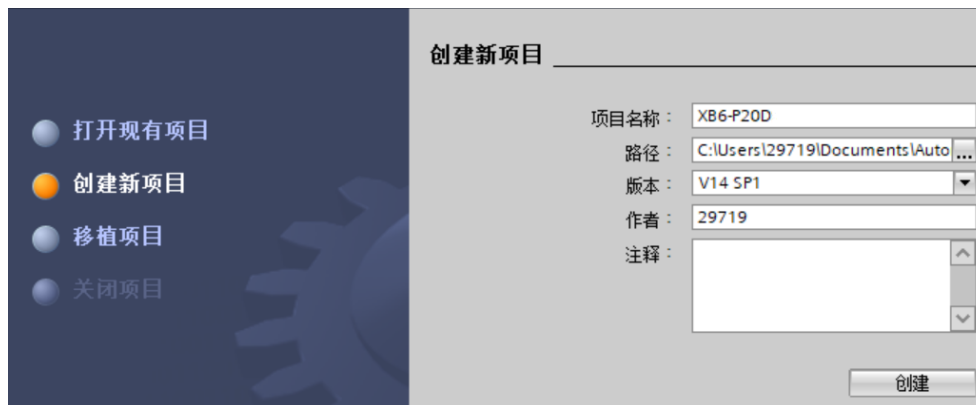 打开现有项目
创建新项目
移植项目
关闭项目
创建新项目
项目名称：
XB6-P20D
路径：
C:\Users\29719\Documents\Auto
...
版本：
V14 SP1
作者：
29719
注释：
创建